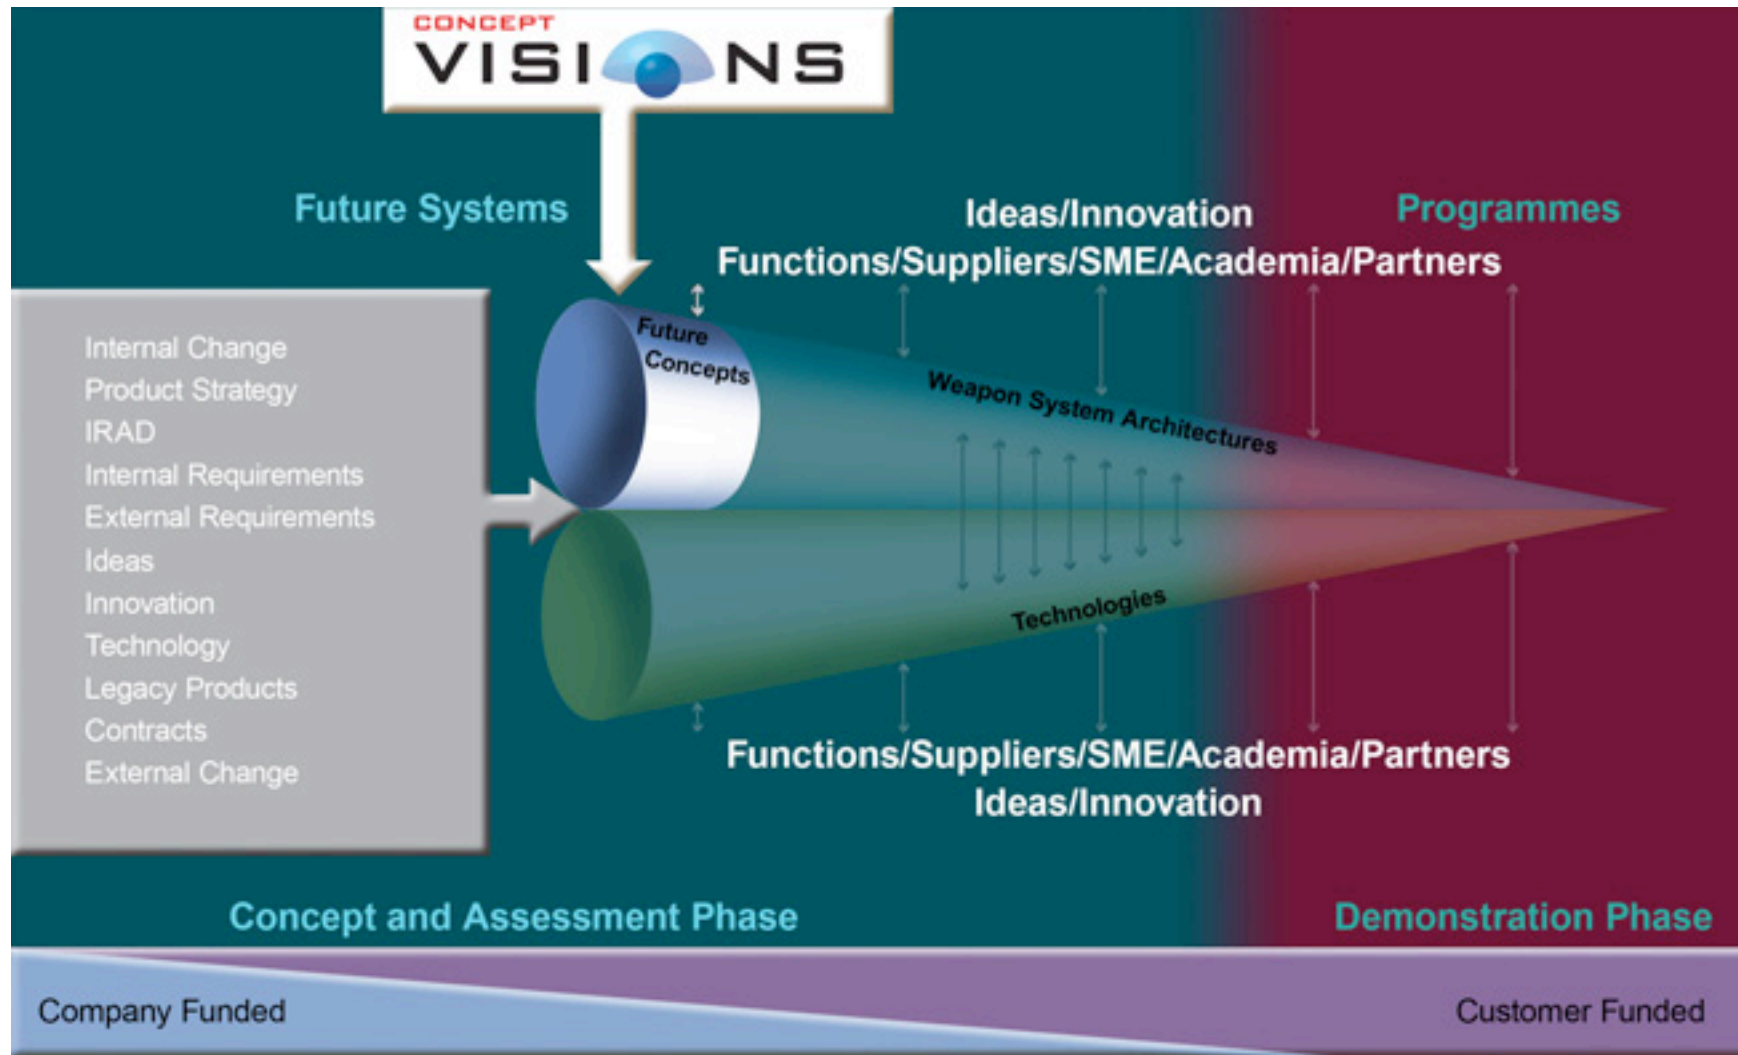 CONCEPT
VISIONS
Future Systems
Ideas/Innovation
Programmes
Functions/Suppliers/SME/Academia/Partners
Internal Change
Product Strategy
IRAD
Internal Requirements
External Requirements
Ideas
Innovation
Technology
Legacy Products
Contracts
External Change
Future
Concepts
Weapon System Architectures
Technologies
Functions/Suppliers/SME/Academia/Partners
Ideas/Innovation
Concept and Assessment Phase
Demonstration Phase
Company Funded
Customer Funded